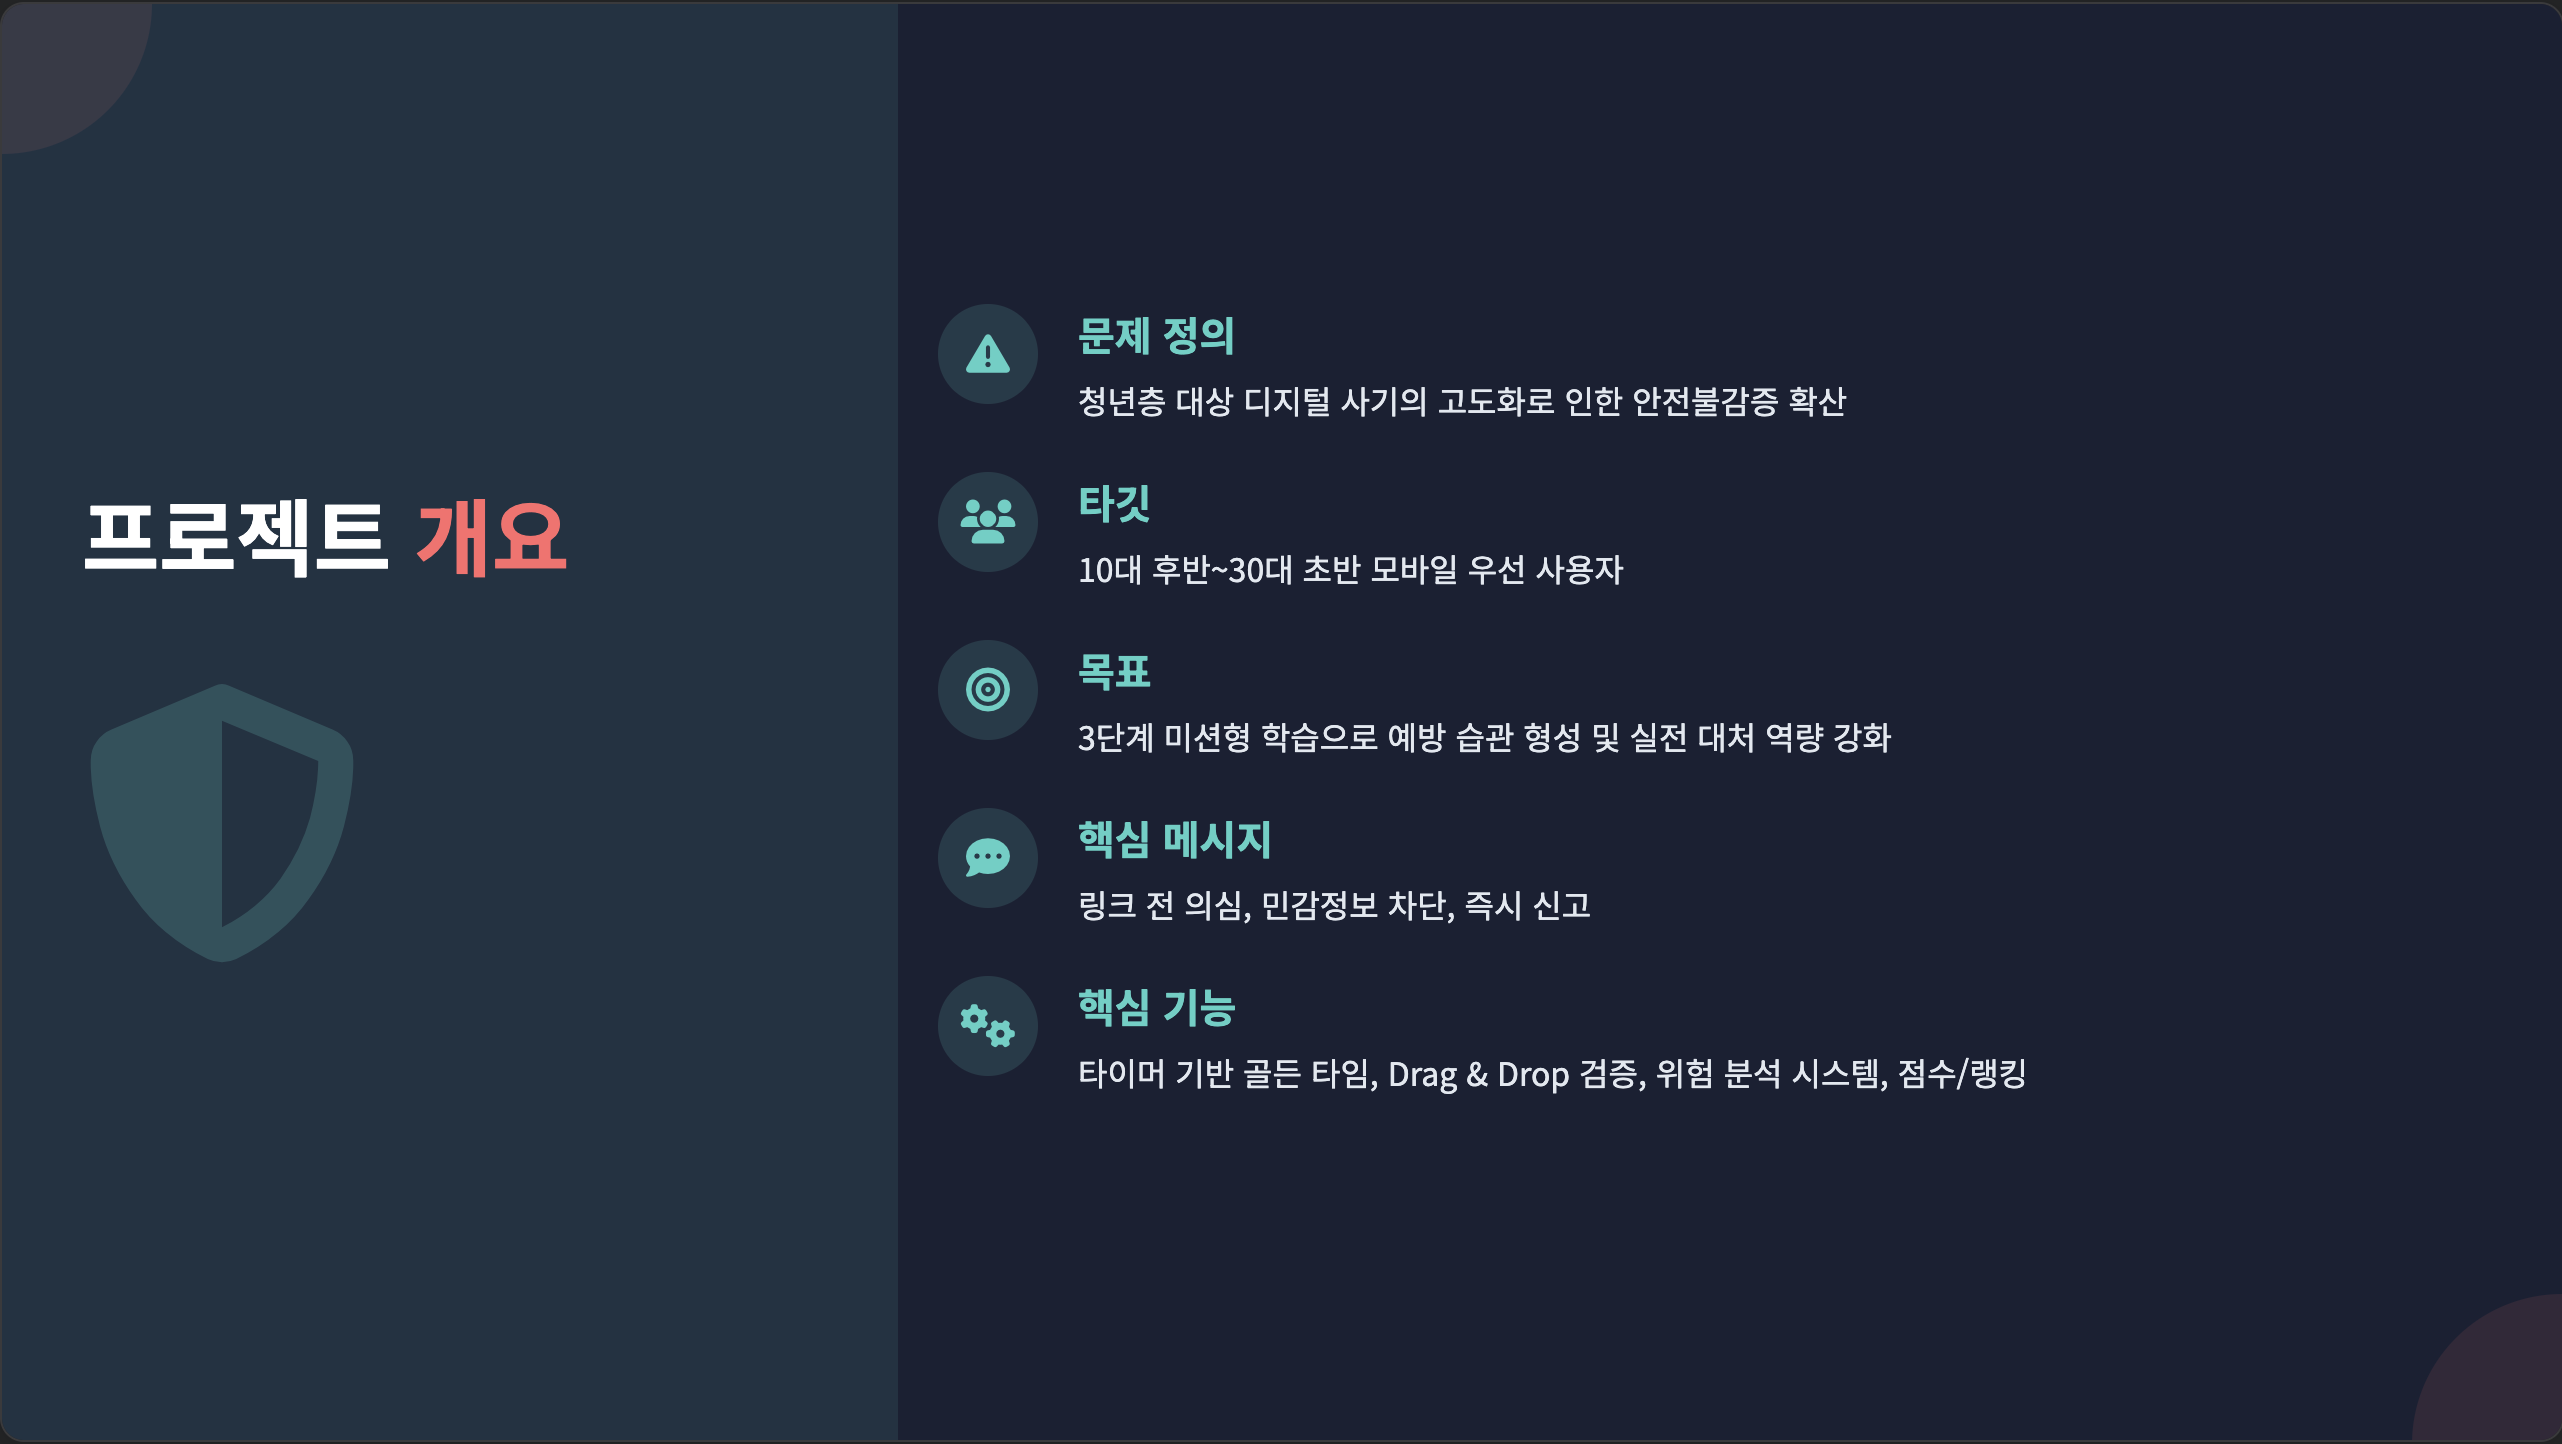 프로젝트 개요
문제 정의
청년층 대상 디지털 사기의 고도화로 인한 안전불감증 확산
타깃
10대 후반~30대 초반 모바일 우선 사용자
목표
3단계 미션형 학습으로 예방 습관 형성 및 실전 대처 역량 강화
핵심 메시지
링크 전 의심, 민감정보 차단, 즉시 신고
핵심 기능
타이머 기반 골든 타임, Drag & Drop 검증, 위험 분석 시스템, 점수/랭킹